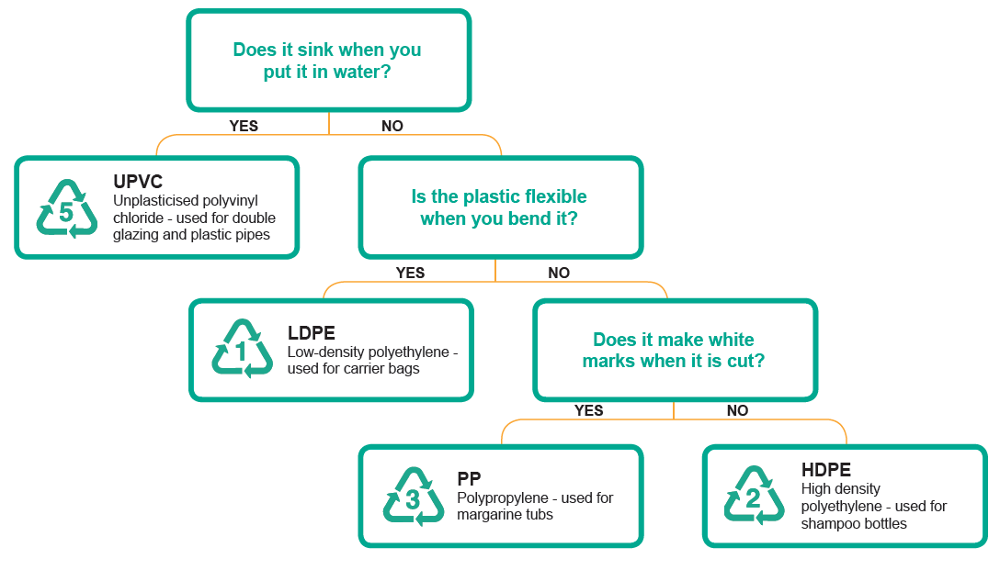 Does it sink when you
put it in water?
YES
NO
5
UPVC
Unplasticised polyvinyl
chloride - used for double
glazing and plastic pipes
Is the plastic flexible
when you bend it?
YES
NO
1
LDPE
Low-density polyethylene -
used for carrier bags
Does it make white
marks when it is cut?
YES
NO
3
PP
Polypropylene - used for
margarine tubs
2
HDPE
High density
polyethylene - used for
shampoo bottles